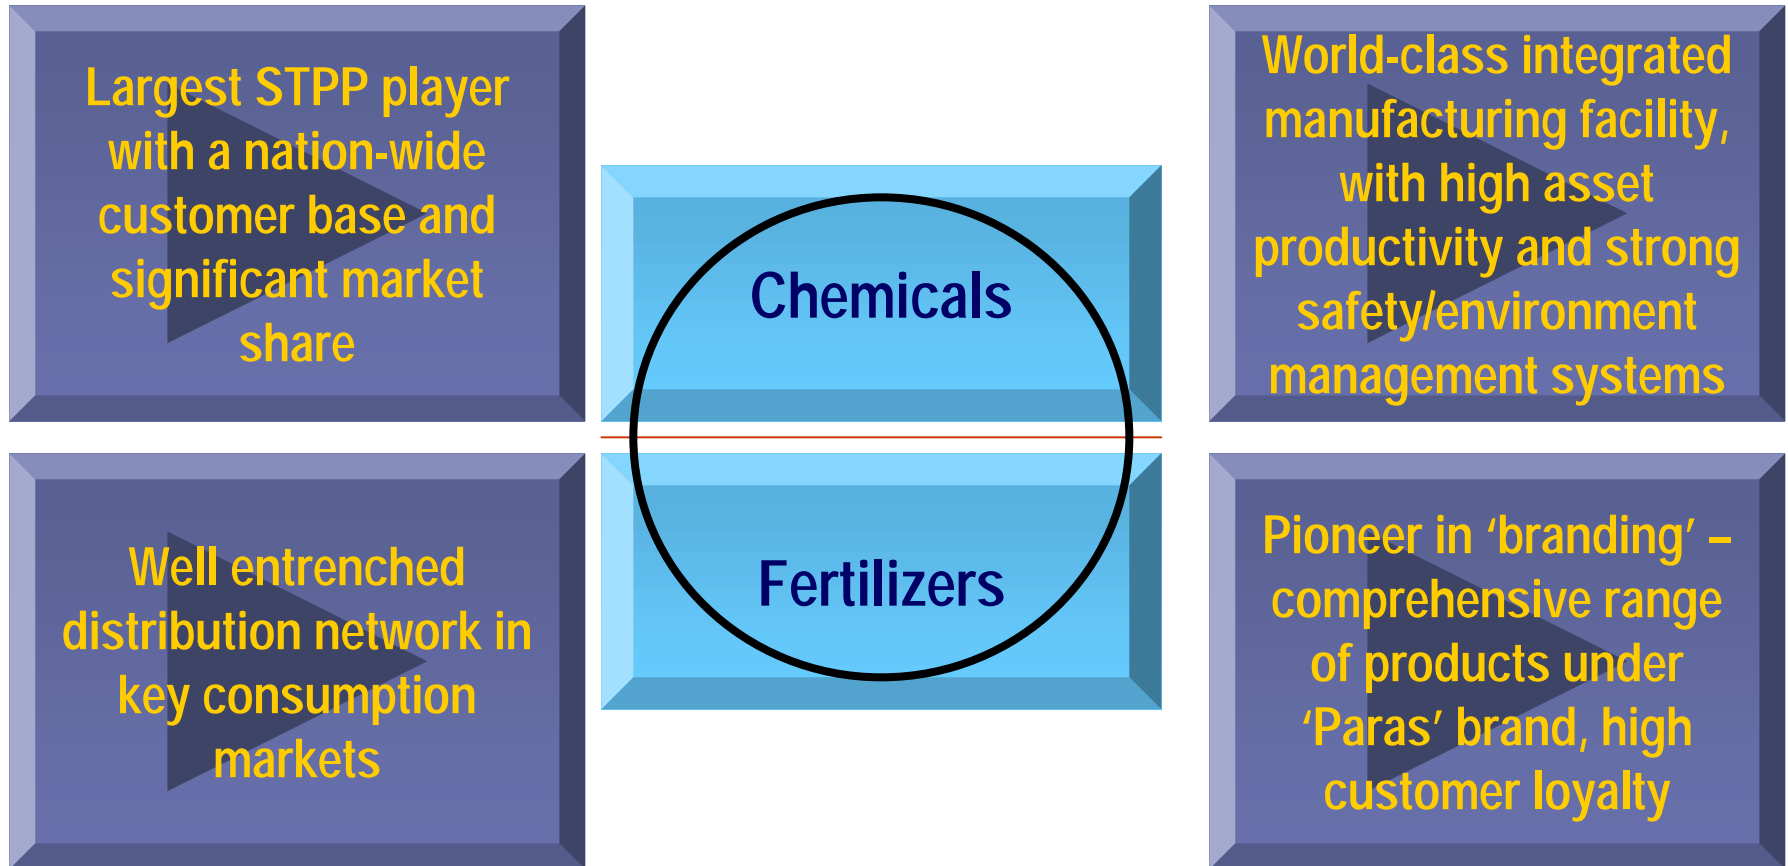 Largest STPP player
with a nation-wide
customer base and
significant market
share
Chemicals
World-class integrated
manufacturing facility,
with high asset
productivity and strong
safety/environment
management systems
Well entrenched
distribution network in
key consumption
markets
Fertilizers
Pioneer in ‘branding’ –
comprehensive range
of products under
‘Paras’ brand, high
customer loyalty